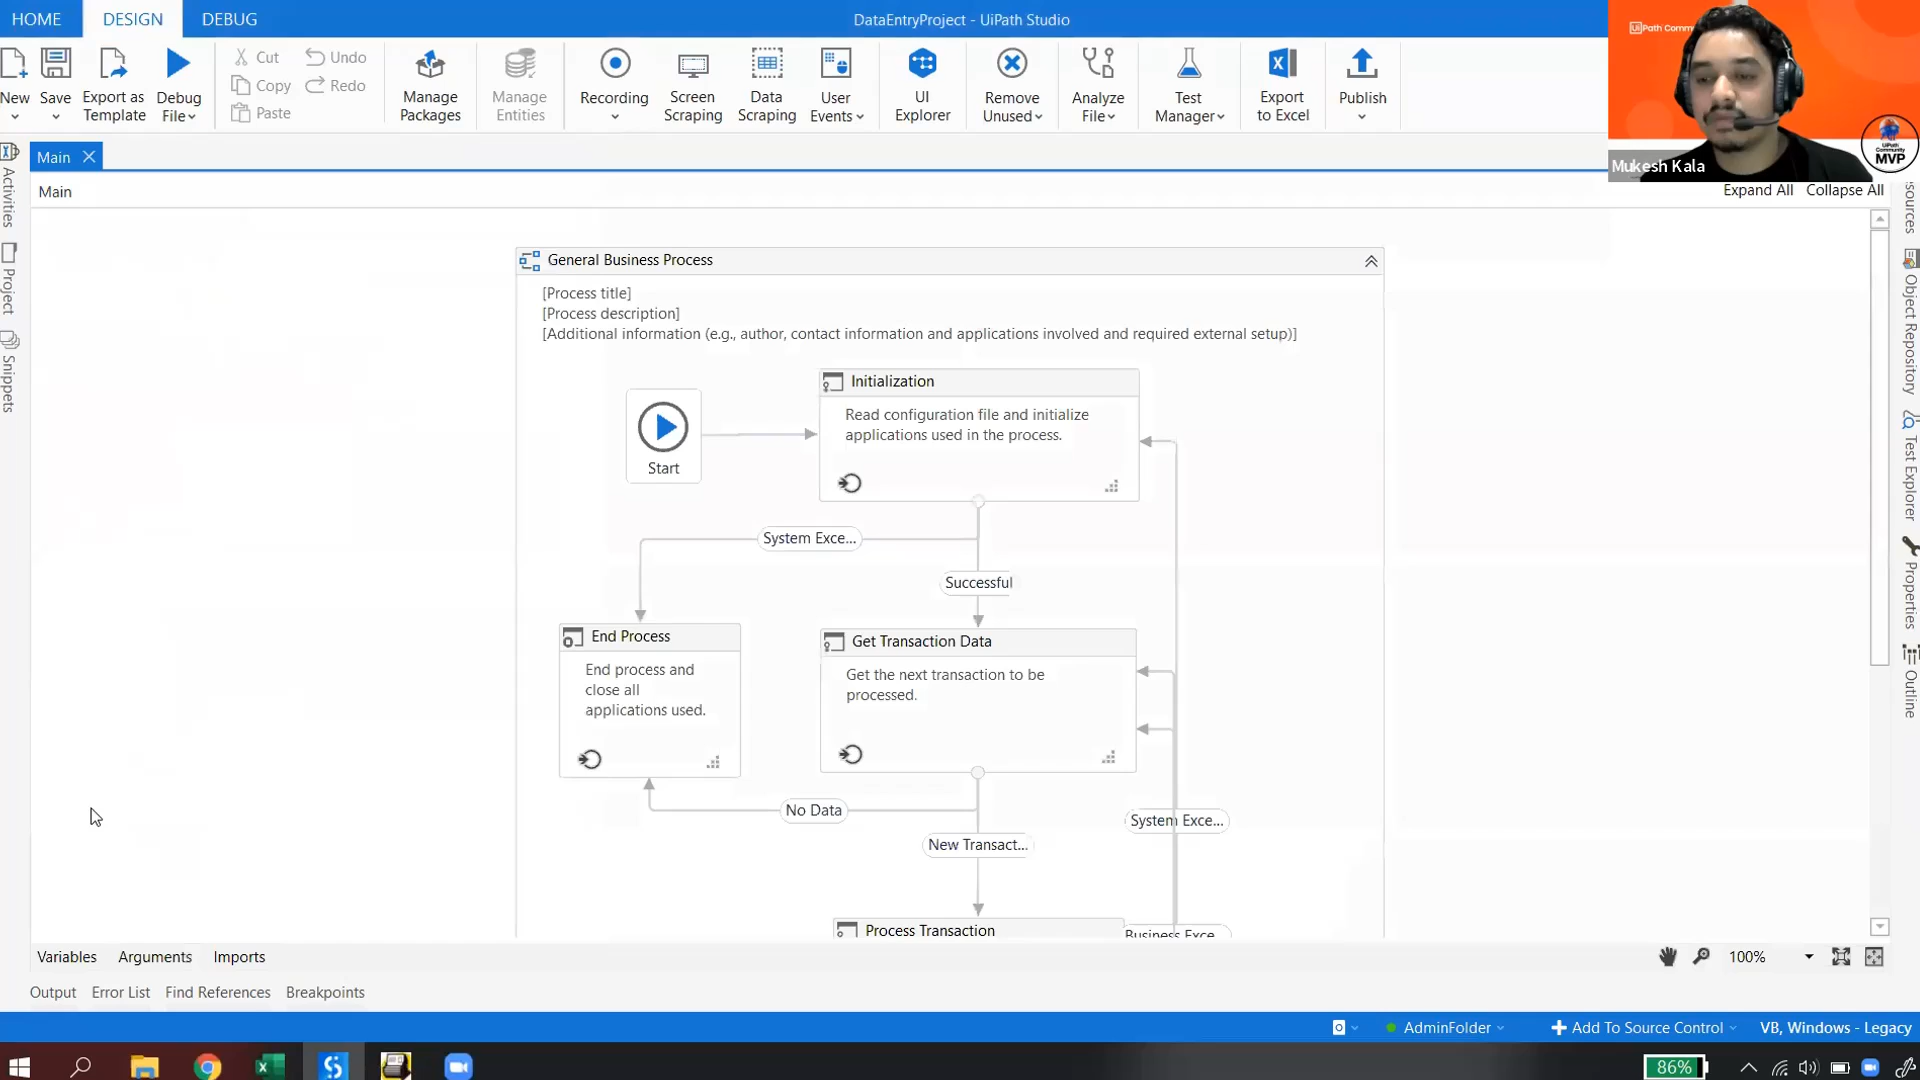 HOME DESIGN DEBUG
DataEntryProject - UiPath Studio
New Save Export as Template Debug File
Cut Copy Paste Undo Redo
Manage Packages
Manage Entities
Recording
Screen Scraping
Data Scraping
User Events
UI Explorer
Remove Unused
Analyze File
Test Manager
Export to Excel
Publish
UiPath Comm
UiPath Community
MVP
Mukesh Kala
Main
Main
Expand All Collapse All
Activities
Project
Snippets
General Business Process
[Process title]
[Process description]
[Additional information (e.g., author, contact information and applications involved and required external setup)]
Start
Initialization
Read configuration file and initialize
applications used in the process.
System Exce...
Successful
End Process
End process and
close all
applications used.
Get Transaction Data
Get the next transaction to be
processed.
No Data
System Exce...
New Transact...
Process Transaction
Business Exce
sources
Object Repository
Test Explorer
Properties
Outline
Variables Arguments Imports
100%
Output Error List Find References Breakpoints
AdminFolder
Add To Source Control
VB, Windows - Legacy
86%